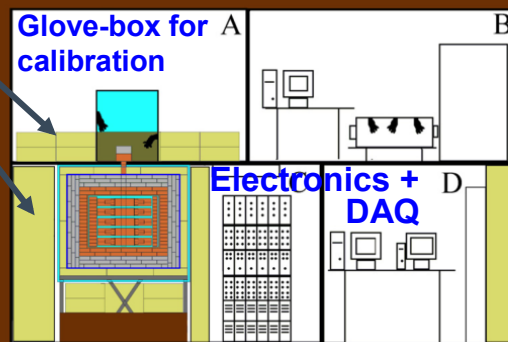 Glove-box for
calibration
A
B
Electronics +
DAQ
C
D